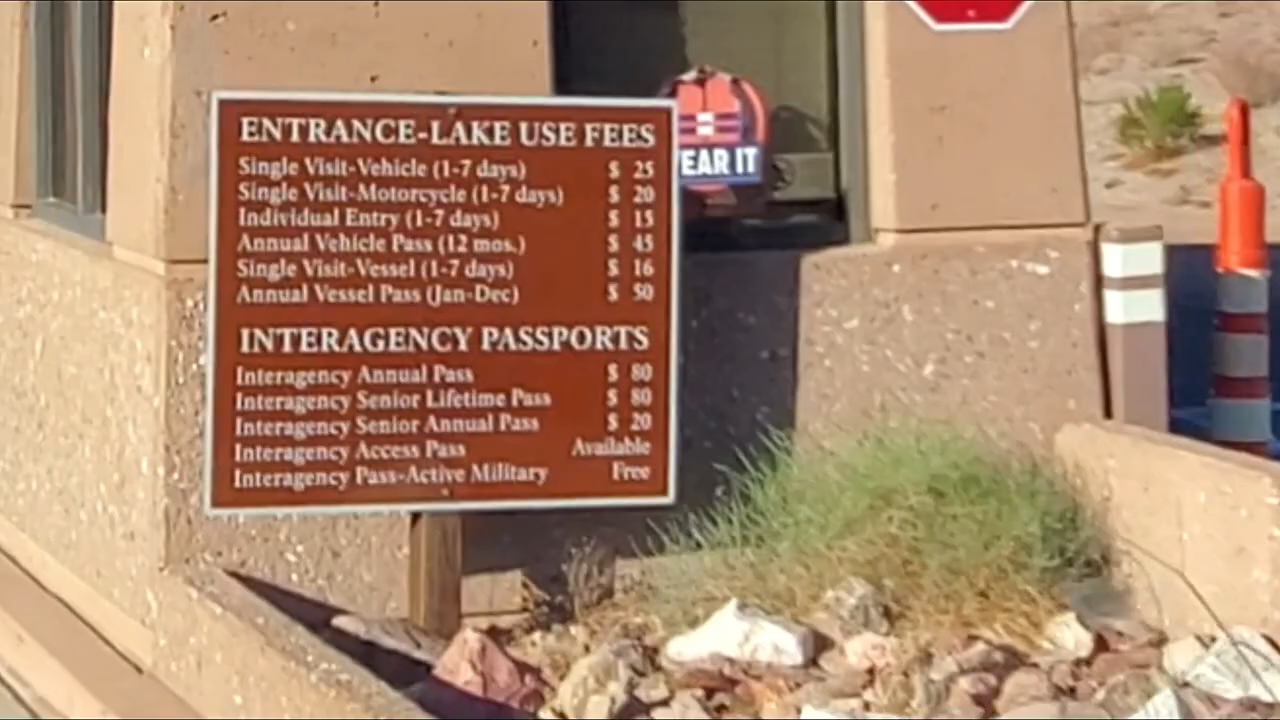 ENTRANCE-LAKE USE FEES
Single Visit-Vehicle (1-7 days) $ 25
Single Visit-Motorcycle (1-7 days) $ 20
Individual Entry (1-7 days) $ 15
Annual Vehicle Pass (12 mos.) $ 45
Single Visit-Vessel (1-7 days) $ 16
Annual Vessel Pass (Jan-Dec) $ 50
INTERAGENCY PASSPORTS
Interagency Annual Pass $ 80
Interagency Senior Lifetime Pass $ 80
Interagency Senior Annual Pass $ 20
Interagency Access Pass Available
Interagency Pass-Active Military Free
EAR IT